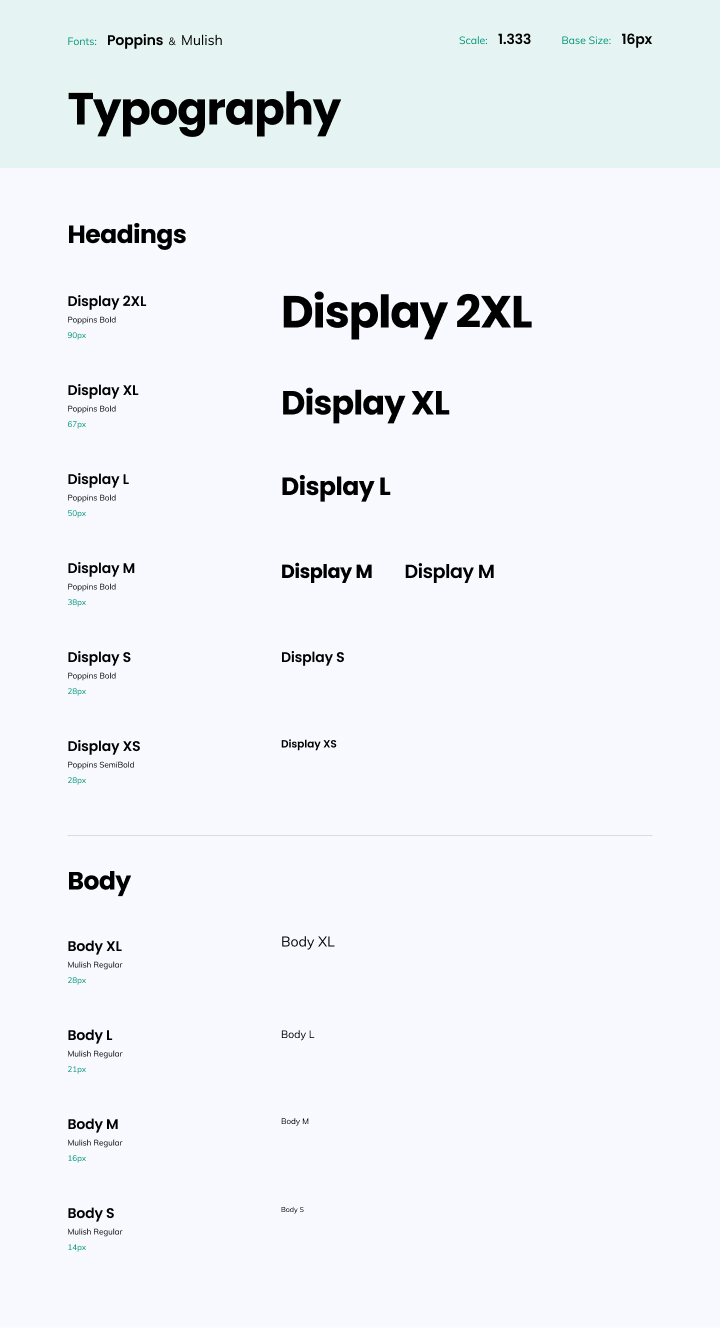 Fonts: Poppins & Mulish
Scale: 1.333 Base Size: 16px
Typography
Headings
Display 2XL
Poppins Bold
90px
Display 2XL
Display XL
Poppins Bold
67px
Display XL
Display L
Poppins Bold
50px
Display L
Display M
Poppins Bold
38px
Display M Display M
Display S
Poppins Bold
28px
Display S
Display XS
Poppins SemiBold
28px
Display XS
Body
Body XL
Mulish Regular
28px
Body XL
Body L
Mulish Regular
21px
Body L
Body M
Mulish Regular
16px
Body M
Body S
Mulish Regular
14px
Body S